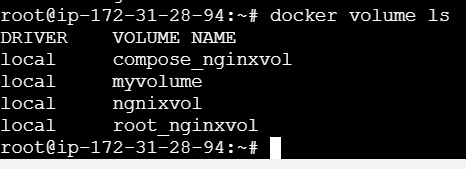 root@ip-172-31-28-94:~# docker volume ls
DRIVER    VOLUME NAME
local     compose_nginxvol
local     myvolume
local     ngnixvol
local     root_nginxvol
root@ip-172-31-28-94:~#